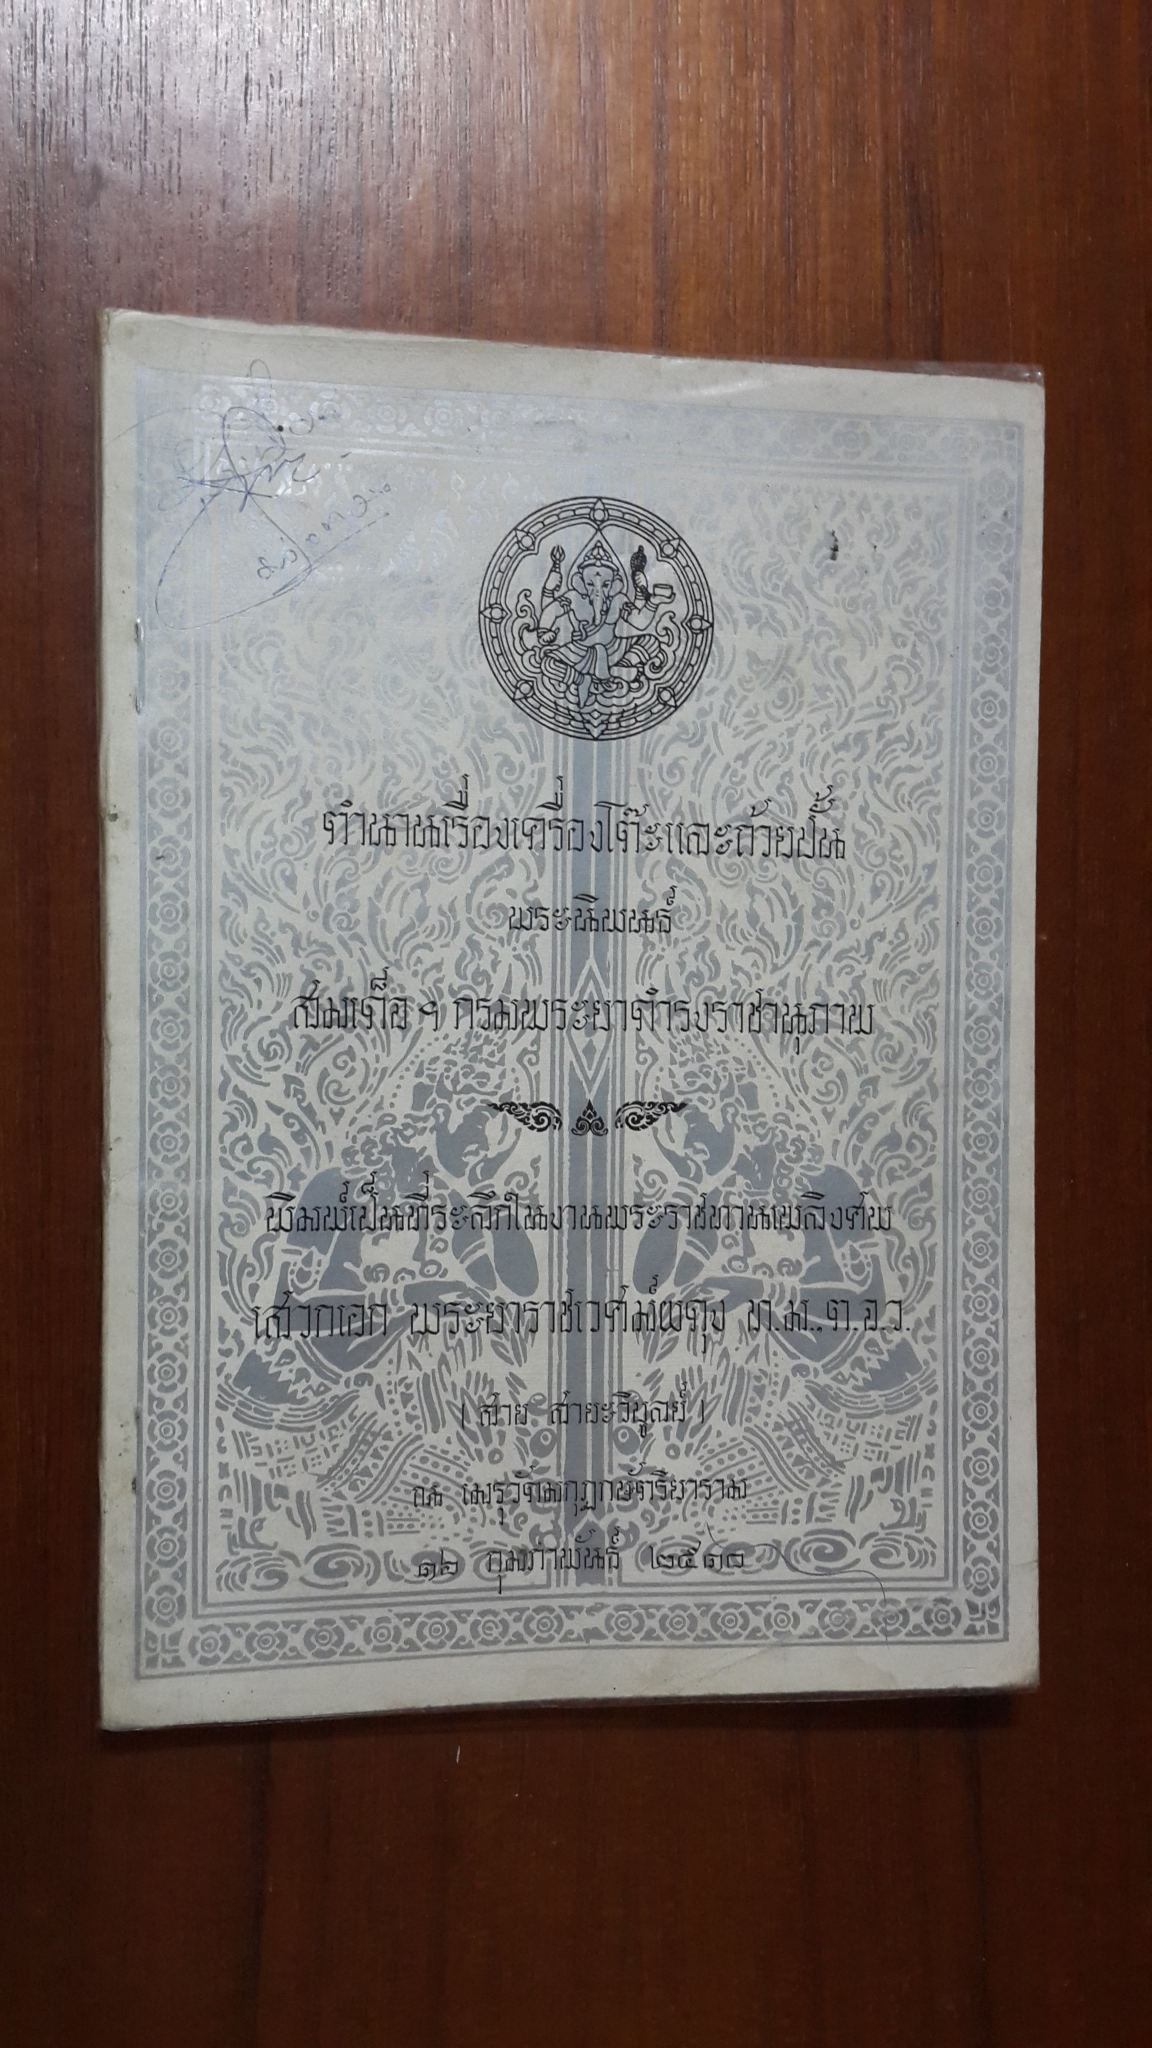 ตำนานเรื่องเครื่องโต๊ะและถ้วยปั้น
พระนิพนธ์
สมเด็จ ฯ กรมพระยาดำรงราชานุภาพ
พิมพ์เป็นที่ระลึกในงานพระราชทานเพลิงศพ
เสวกเอก พระยาราชเวศม์ผดุง ท.ม.,ต.จ.ว.
( สาย สายะวิบูลย์ )
ณ เมรุวัดมกุฏกษัตริยาราม
๑๒ กุมภาพันธ์ ๒๕๑๐